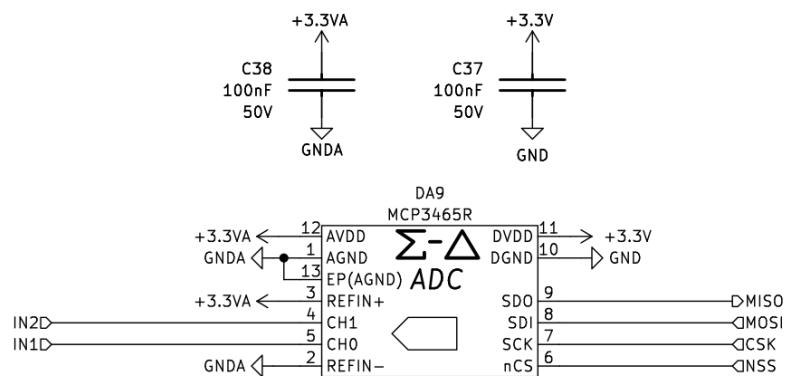 +3.3VA +3.3V
C38 C37
100nF 100nF
50V 50V
GNDA GND
DA9
MCP3465R
+3.3VA 12 AVDD Σ-Δ DVDD 11 +3.3V
GNDA 1 AGND DGND 10 GND
13 EP(AGND) ADC
+3.3VA 3 REFIN+ SDO 9 MISO
IN2 4 CH1 SDI 8 MOSI
IN1 5 CH0 SCK 7 CSK
GNDA 2 REFIN- nCS 6 NSS